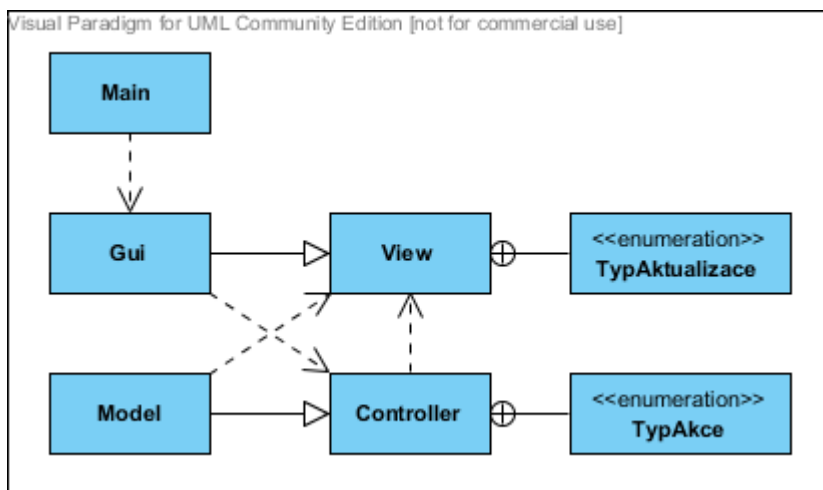 Visual Paradigm for UML Community Edition [not for commercial use]
Main
Gui
View
<<enumeration>>
TypAktualizace
Model
Controller
<<enumeration>>
TypAkce